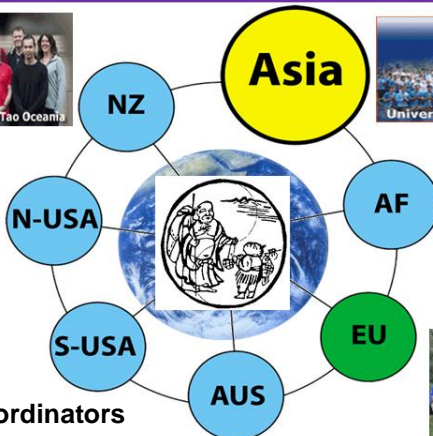 Tao Oceania
Asia
Univer
NZ
N-USA
AF
S-USA
EU
AUS
ordinators